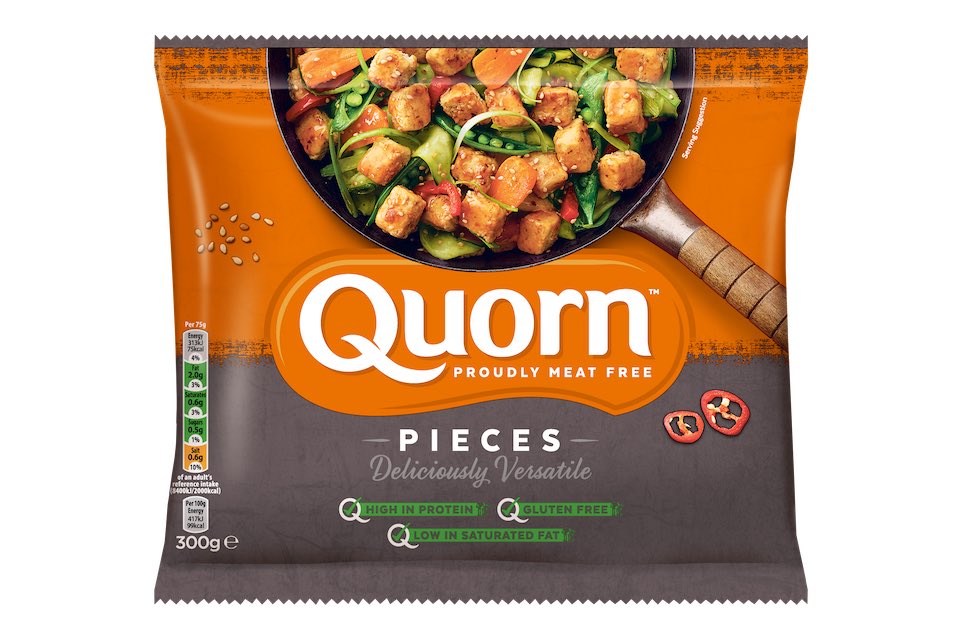 Serving Suggestion
Quorn™
PROUDLY MEAT FREE
PIECES
Deliciously Versatile
HIGH IN PROTEIN
GLUTEN FREE
LOW IN SATURATED FAT
Per 75g
Energy
313kJ
75kcal
4%
Fat
2.0g
3%
Saturates
0.6g
3%
Sugars
0.5g
1%
Salt
0.6g
10%
of an adult's
reference intake
(8400kJ/2000kcal)
Per 100g
Energy
417kJ
99kcal
300g ℮